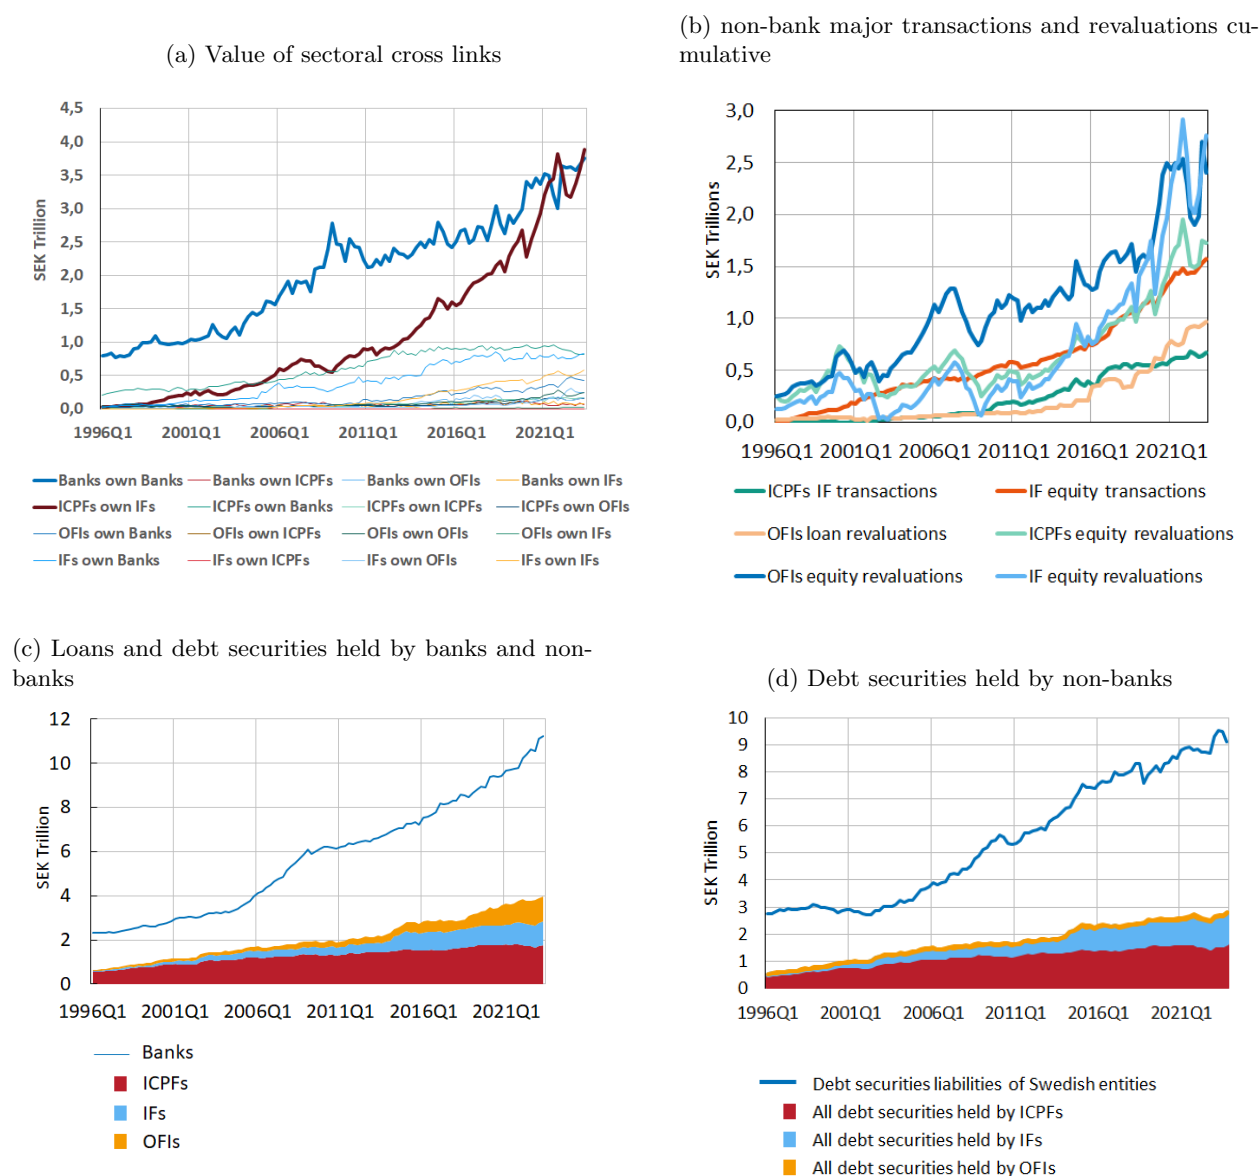 (a) Value of sectoral cross links
SEK Trillion
4,5
4,0
3,5
3,0
2,5
2,0
1,5
1,0
0,5
0,0
1996Q1 2001Q1 2006Q1 2011Q1 2016Q1 2021Q1
Banks own Banks Banks own ICPFs Banks own OFIs Banks own IFs
ICPFs own IFs ICPFs own Banks ICPFs own ICPFs ICPFs own OFIs
OFIs own Banks OFIs own ICPFs OFIs own OFIs OFIs own IFs
IFs own Banks IFs own ICPFs IFs own OFIs IFs own IFs
(b) non-bank major transactions and revaluations cu-
mulative
SEK Trillions
3,0
2,5
2,0
1,5
1,0
0,5
0,0
1996Q1 2001Q1 2006Q1 2011Q1 2016Q1 2021Q1
ICPFs IF transactions IF equity transactions
OFIs loan revaluations ICPFs equity revaluations
OFIs equity revaluations IF equity revaluations
(c) Loans and debt securities held by banks and non-
banks
SEK Trillion
12
10
8
6
4
2
0
1996Q1 2001Q1 2006Q1 2011Q1 2016Q1 2021Q1
Banks
ICPFs
IFs
OFIs
(d) Debt securities held by non-banks
SEK Trillion
10
9
8
7
6
5
4
3
2
1
0
1996Q1 2001Q1 2006Q1 2011Q1 2016Q1 2021Q1
Debt securities liabilities of Swedish entities
All debt securities held by ICPFs
All debt securities held by IFs
All debt securities held by OFIs